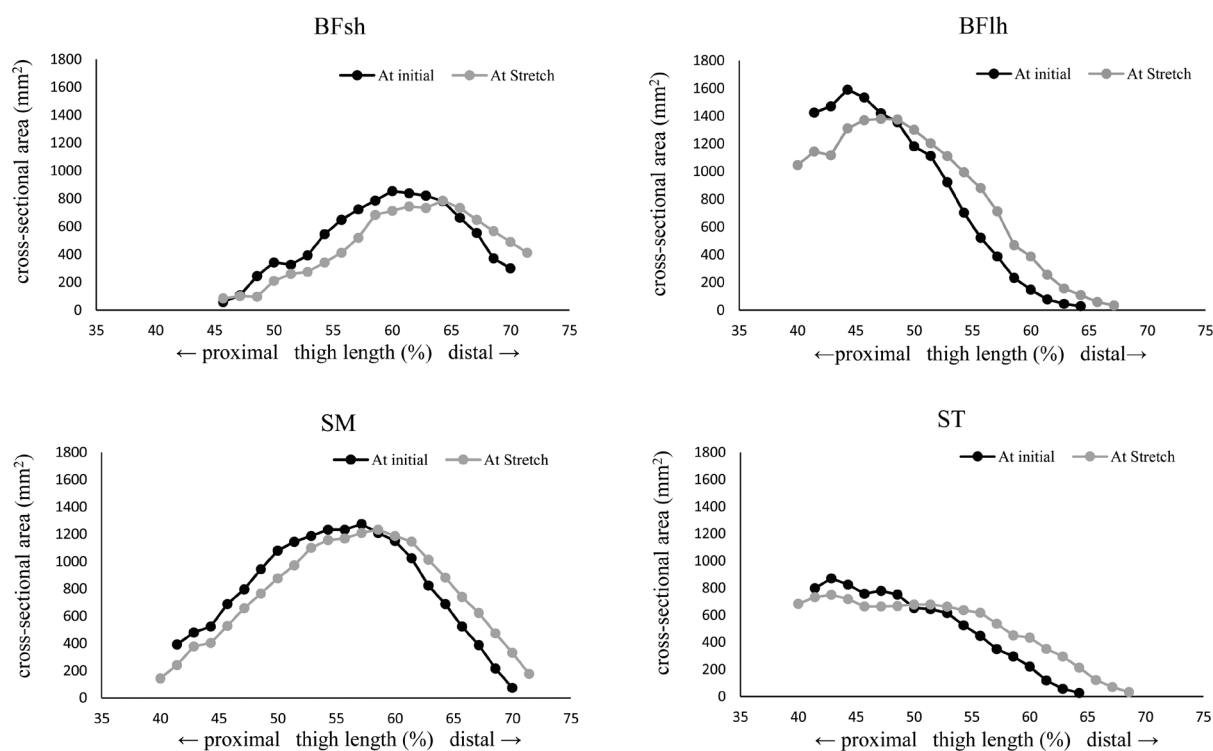 BFsh
cross-sectional area (mm²)
1800
1600
1400
1200
1000
800
600
400
200
0
At initial At Stretch
35 40 45 50 55 60 65 70 75
← proximal thigh length (%) distal →
BFlh
cross-sectional area (mm²)
1800
1600
1400
1200
1000
800
600
400
200
0
At initial At Stretch
35 40 45 50 55 60 65 70 75
←proximal thigh length (%) distal→
SM
cross-sectional area (mm²)
1800
1600
1400
1200
1000
800
600
400
200
0
At initial At Stretch
35 40 45 50 55 60 65 70 75
← proximal thigh length (%) distal →
ST
cross-sectional area (mm²)
1800
1600
1400
1200
1000
800
600
400
200
0
At initial At Stretch
35 40 45 50 55 60 65 70 75
← proximal thigh length (%) distal →